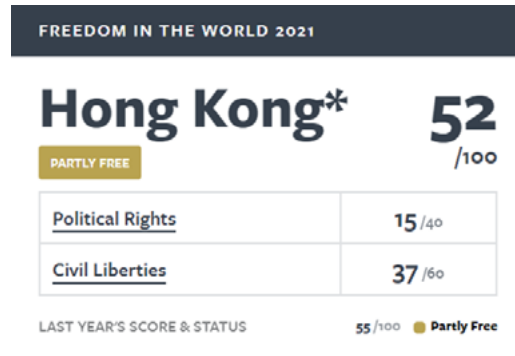 FREEDOM IN THE WORLD 2021
Hong Kong* 52
PARTLY FREE /100
Political Rights 15/40
Civil Liberties 37/60
LAST YEAR'S SCORE & STATUS 55/100 Partly Free